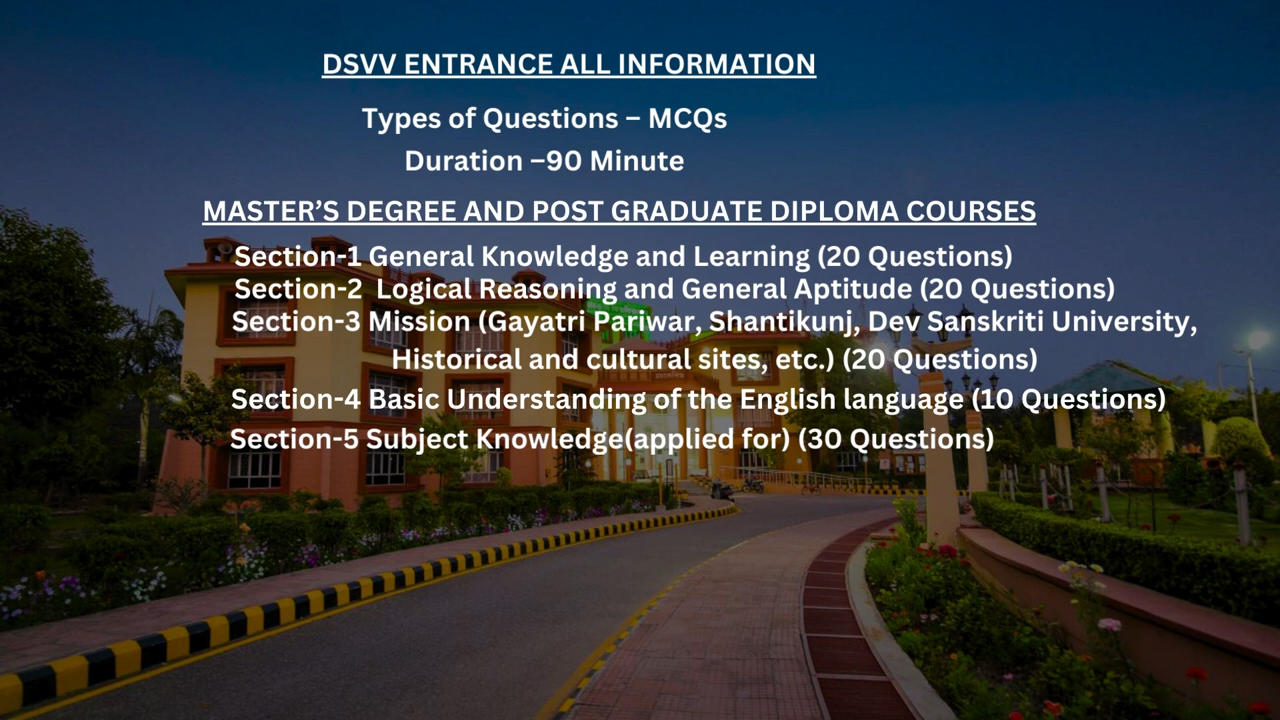 DSVV ENTRANCE ALL INFORMATION
Types of Questions – MCQs
Duration –90 Minute
MASTER’S DEGREE AND POST GRADUATE DIPLOMA COURSES
Section-1 General Knowledge and Learning (20 Questions)
Section-2 Logical Reasoning and General Aptitude (20 Questions)
Section-3 Mission (Gayatri Pariwar, Shantikunj, Dev Sanskriti University,
Historical and cultural sites, etc.) (20 Questions)
Section-4 Basic Understanding of the English language (10 Questions)
Section-5 Subject Knowledge(applied for) (30 Questions)